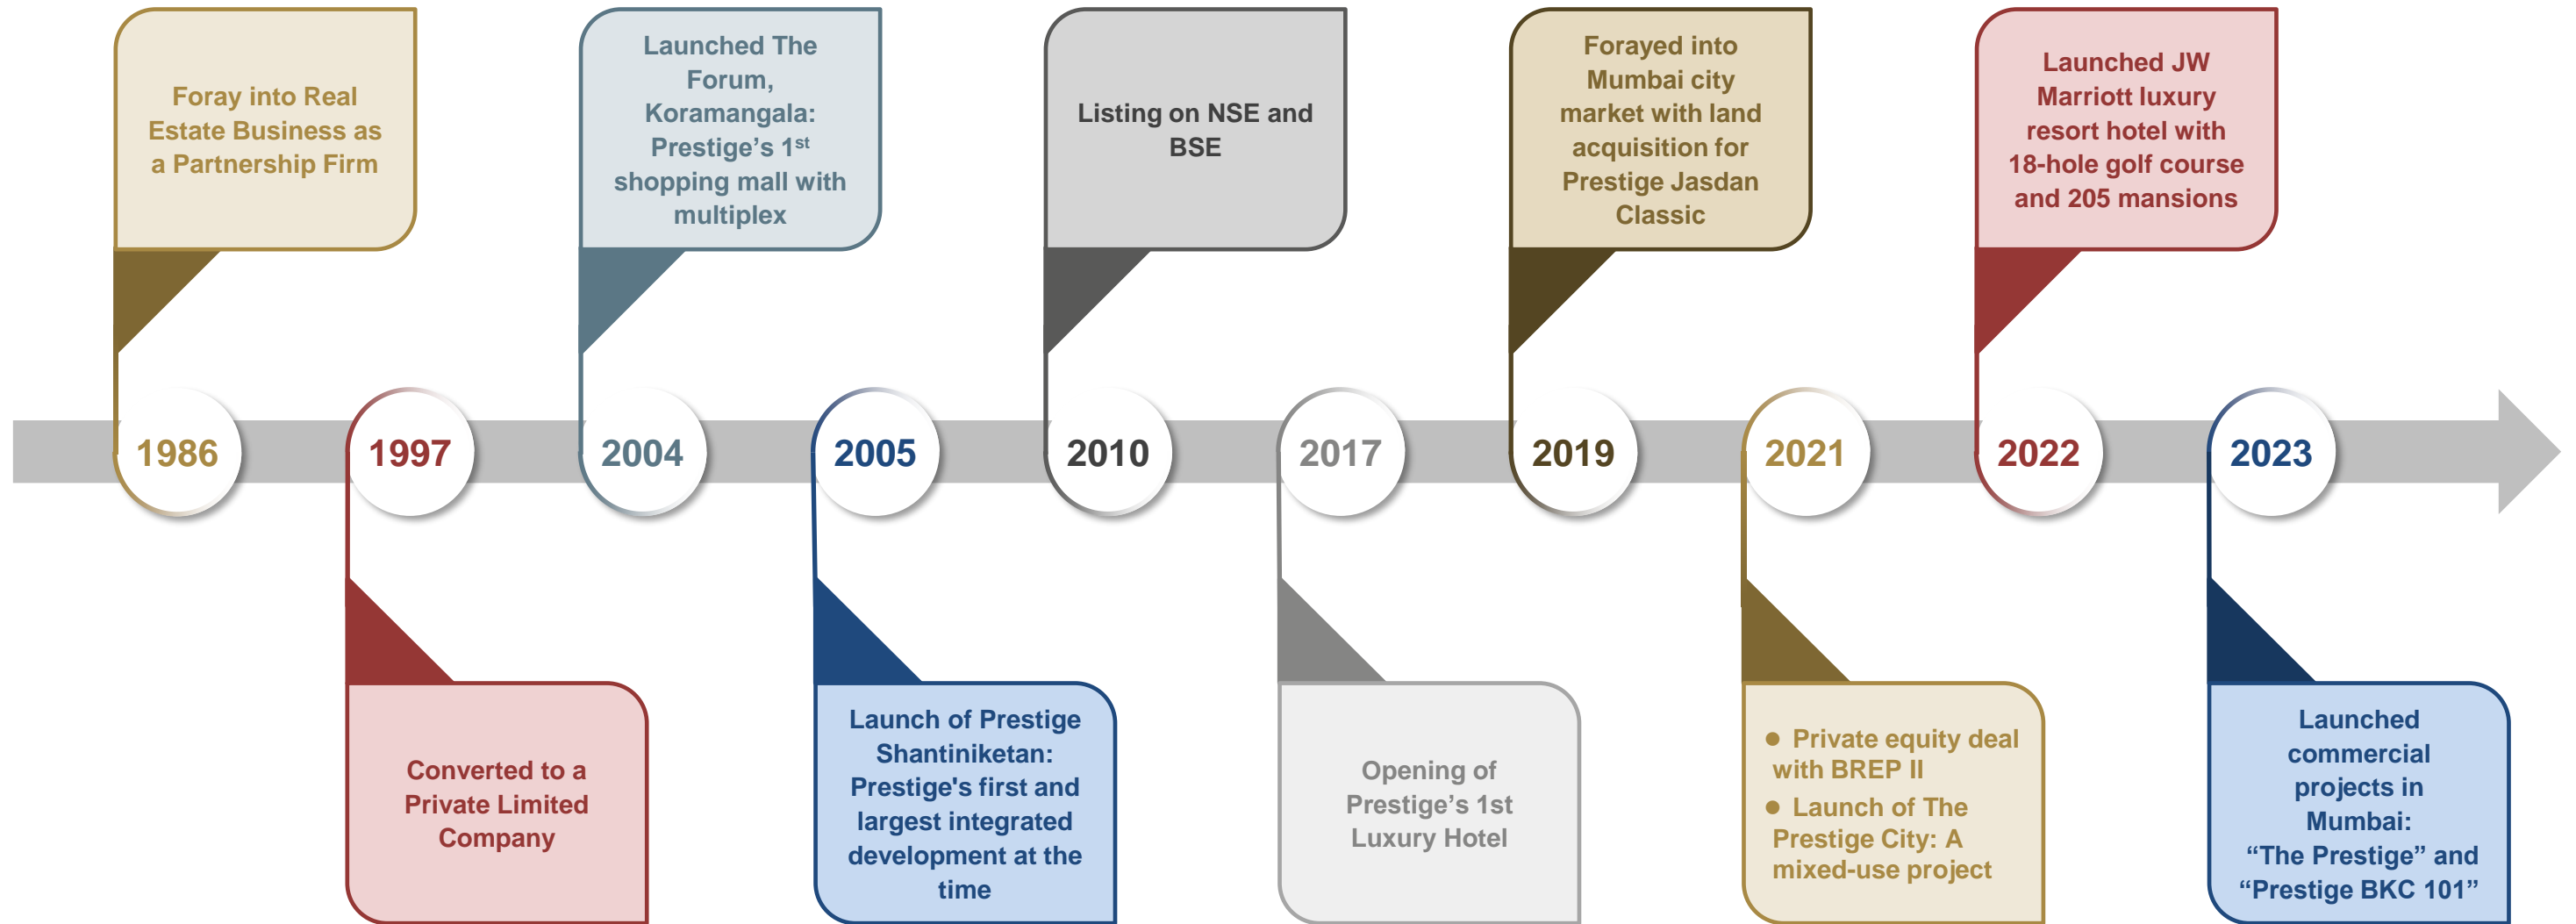 Foray into Real
Estate Business as
a Partnership Firm
Launched The
Forum,
Koramangala:
Prestige’s 1st
shopping mall with
multiplex
Listing on NSE and
BSE
Forayed into
Mumbai city
market with land
acquisition for
Prestige Jasdan
Classic
Launched JW
Marriott luxury
resort hotel with
18-hole golf course
and 205 mansions
1986
1997
2004
2005
2010
2017
2019
2021
2022
2023
Converted to a
Private Limited
Company
Launch of Prestige
Shantiniketan:
Prestige's first and
largest integrated
development at the
time
Opening of
Prestige’s 1st
Luxury Hotel
● Private equity deal
with BREP II
● Launch of The
Prestige City: A
mixed-use project
Launched
commercial
projects in
Mumbai:
“The Prestige” and
“Prestige BKC 101”